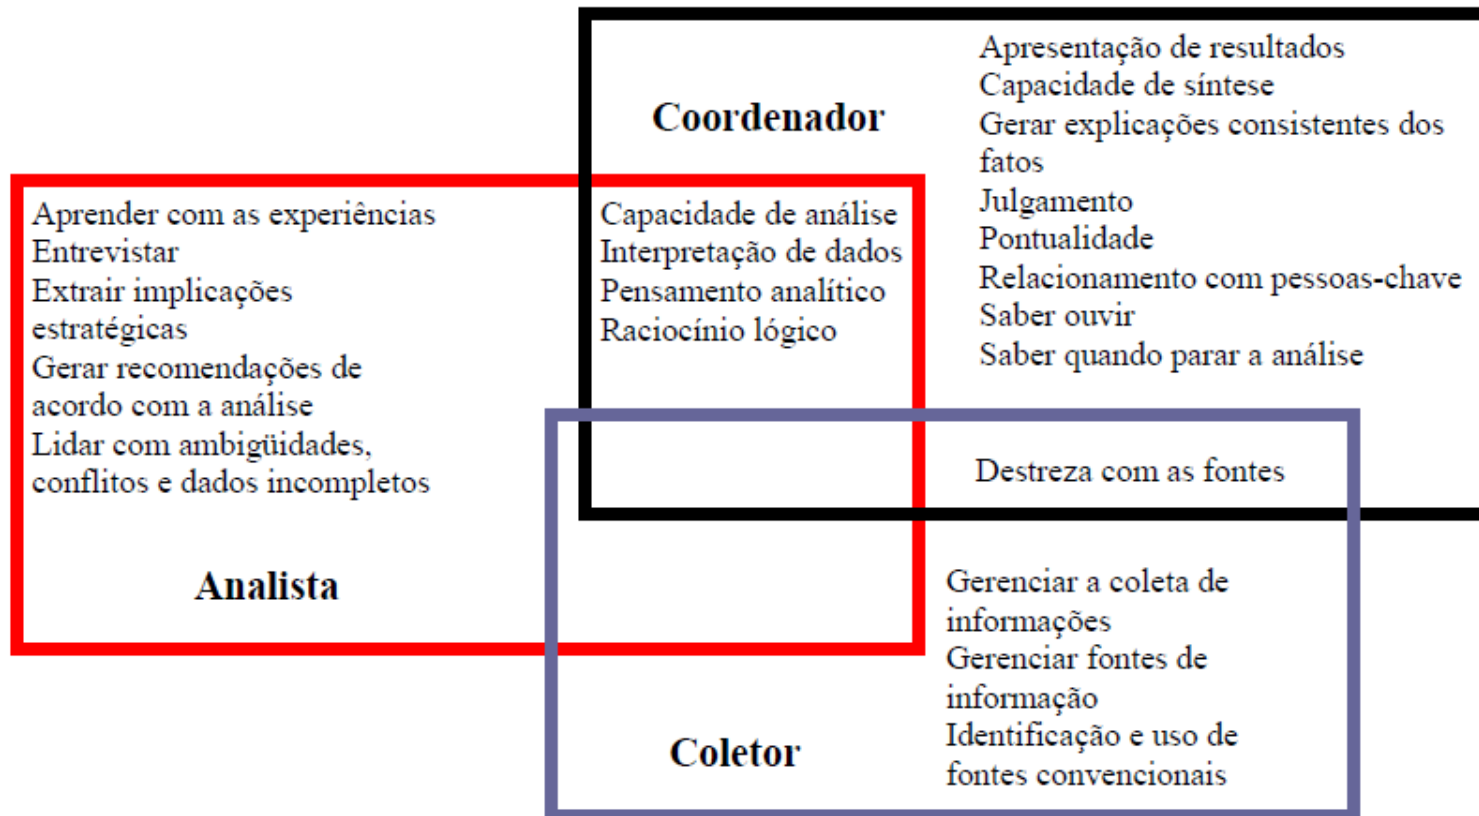 Coordenador
Apresentação de resultados
Capacidade de síntese
Gerar explicações consistentes dos
fatos
Julgamento
Pontualidade
Relacionamento com pessoas-chave
Saber ouvir
Saber quando parar a análise
Aprender com as experiências
Entrevistar
Extrair implicações
estratégicas
Gerar recomendações de
acordo com a análise
Lidar com ambigüidades,
conflitos e dados incompletos
Analista
Capacidade de análise
Interpretação de dados
Pensamento analítico
Raciocínio lógico
Destreza com as fontes
Gerenciar a coleta de
informações
Gerenciar fontes de
informação
Identificação e uso de
fontes convencionais
Coletor